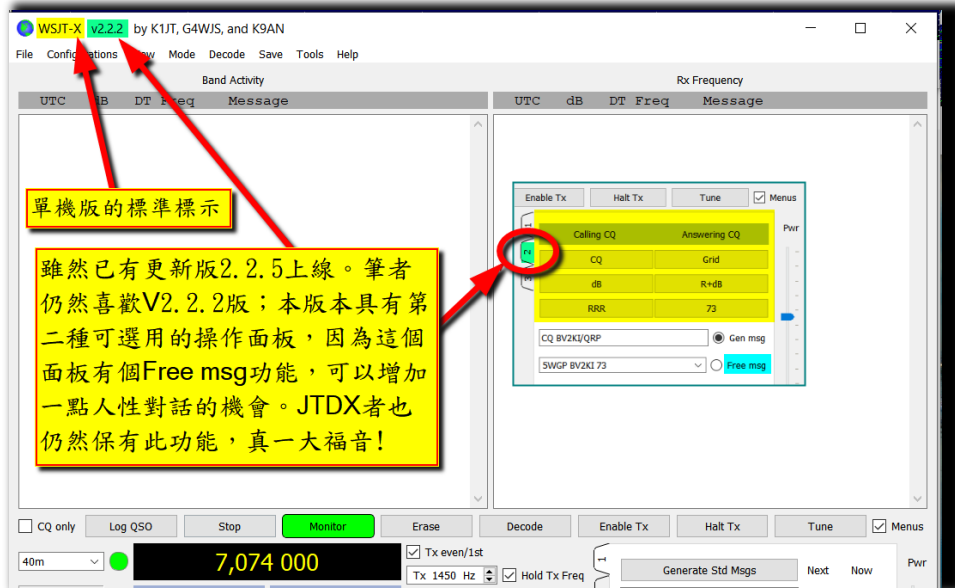 WSJT-X v2.2.2 by K1JT, G4WJS, and K9AN
File Mode Decode Save Tools Help
Band Activity
Rx Frequency
UTC dB DT Freq Message
UTC dB DT Freq Message
單機版的標準標示
雖然已有更新版2.2.5上線。筆者
仍然喜歡V2.2.2版；本版本具有第
二種可選用的操作面板，因為這個
面板有個Free msg功能，可以增加
一點人性對話的機會。JTDX者也
仍然保有此功能，真一大福音!
Enable Tx Halt Tx Tune Menus
1
2
3
Calling CQ Answering CQ
Pwr
CQ Grid
dB R+dB
RRR 73
CQ BV2KI/QRP Gen msg
5WGP BV2KI 73 Free msg
CQ only Log QSO Stop Monitor Erase Decode Enable Tx Halt Tx Tune Menus
40m 7,074 000
Tx even/1st
Tx 1450 Hz Hold Tx Freq
1
Generate Std Msgs Next Now Pwr